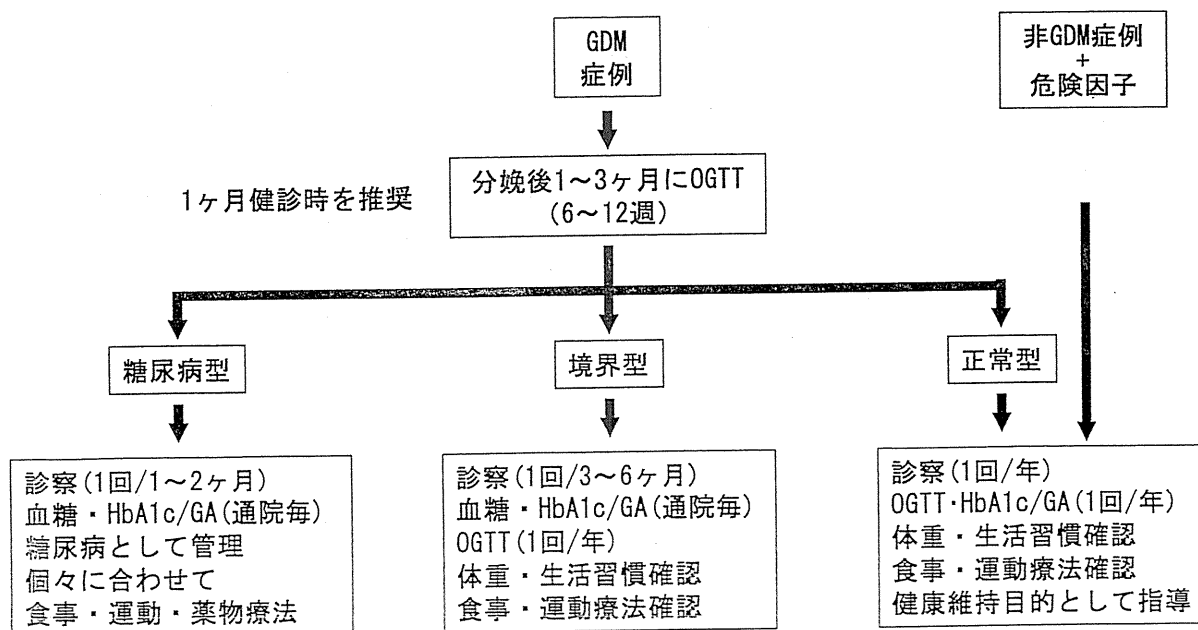 GDM
症例
非GDM症例
+
危険因子
1ヶ月健診時を推奨
分娩後1～3ヶ月にOGTT
(6～12週)
糖尿病型
境界型
正常型
診察(1回/1～2ヶ月)
血糖・HbA1c/GA(通院毎)
糖尿病として管理
個々に合わせて
食事・運動・薬物療法
診察(1回/3～6ヶ月)
血糖・HbA1c/GA(通院毎)
OGTT(1回/年)
体重・生活習慣確認
食事・運動療法確認
診察(1回/年)
OGTT・HbA1c/GA(1回/年)
体重・生活習慣確認
食事・運動療法確認
健康維持目的として指導